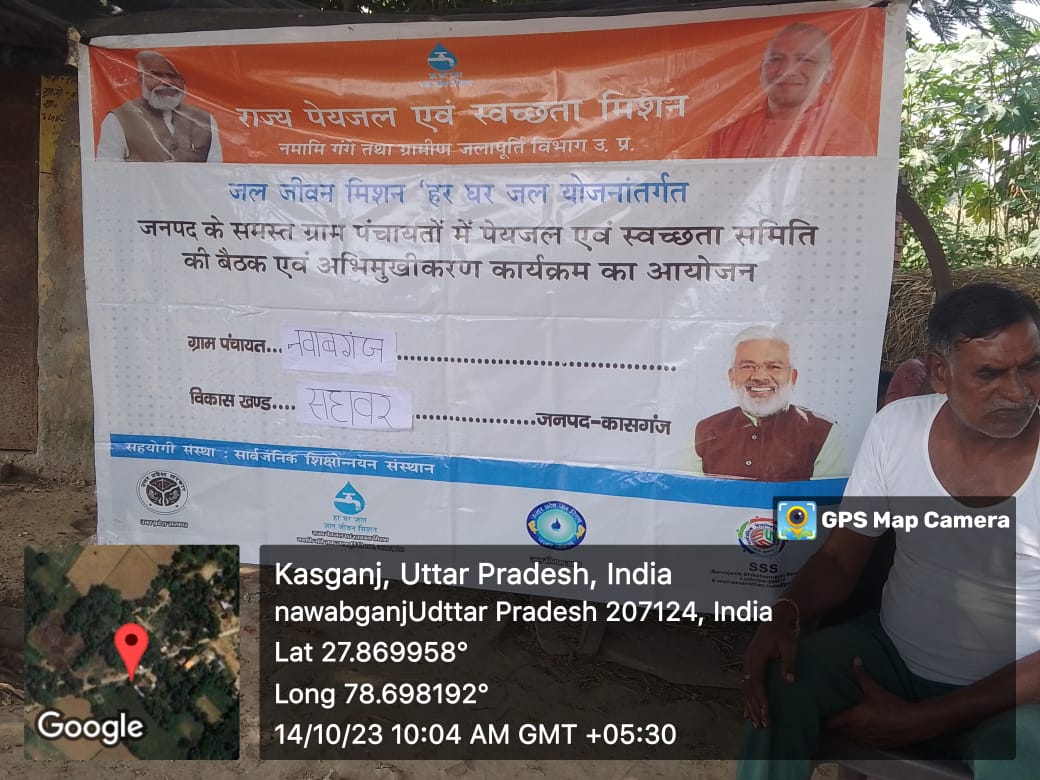 राज्य पेयजल एवं स्वच्छता मिशन
नमामि गंगे तथा ग्रामीण जलापूर्ति विभाग उ. प्र.
जल जीवन मिशन 'हर घर जल योजनांतर्गत
जनपद के समस्त ग्राम पंचायतों में पेयजल एवं स्वच्छता समिति
की बैठक एवं अभिमुखीकरण कार्यक्रम का आयोजन
ग्राम पंचायत... नवाबगंज ....................................
विकास खण्ड.... सहावर ................जनपद-कासगंज
सहयोगी संस्था : सार्वजनिक शिक्षोन्नयन संस्थान
हर घर जल
जल जीवन मिशन
SSS
GPS Map Camera
Kasganj, Uttar Pradesh, India
nawabganjUdttar Pradesh 207124, India
Lat 27.869958°
Long 78.698192°
14/10/23 10:04 AM GMT +05:30
Google